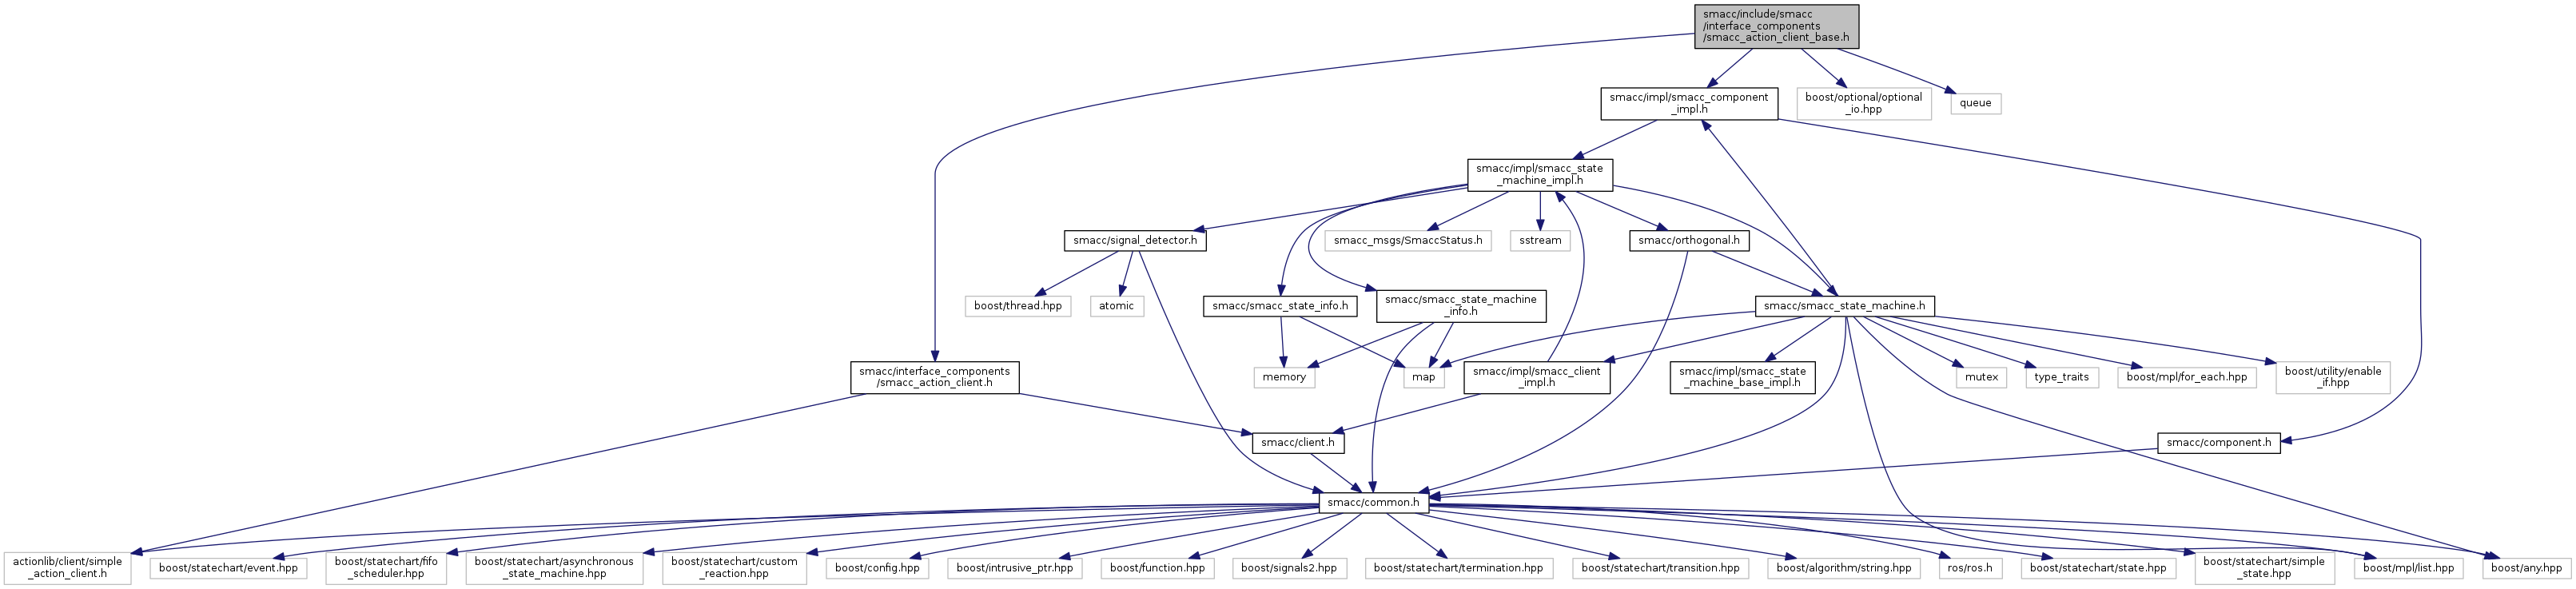 smacc/include/smacc
/interface_components
/smacc_action_client_base.h
smacc/impl/smacc_component
_impl.h
boost/optional/optional
_io.hpp
queue
smacc/impl/smacc_state
_machine_impl.h
smacc/signal_detector.h
smacc_msgs/SmaccStatus.h
sstream
smacc/orthogonal.h
boost/thread.hpp
atomic
smacc/smacc_state_info.h
smacc/smacc_state_machine
_info.h
smacc/smacc_state_machine.h
smacc/interface_components
/smacc_action_client.h
memory
map
smacc/impl/smacc_client
_impl.h
smacc/impl/smacc_state
_machine_base_impl.h
mutex
type_traits
boost/mpl/for_each.hpp
boost/utility/enable
_if.hpp
smacc/client.h
smacc/component.h
smacc/common.h
actionlib/client/simple
_action_client.h
boost/statechart/event.hpp
boost/statechart/fifo
_scheduler.hpp
boost/statechart/asynchronous
_state_machine.hpp
boost/statechart/custom
_reaction.hpp
boost/config.hpp
boost/intrusive_ptr.hpp
boost/function.hpp
boost/signals2.hpp
boost/statechart/termination.hpp
boost/statechart/transition.hpp
boost/algorithm/string.hpp
ros/ros.h
boost/statechart/state.hpp
boost/statechart/simple
_state.hpp
boost/mpl/list.hpp
boost/any.hpp